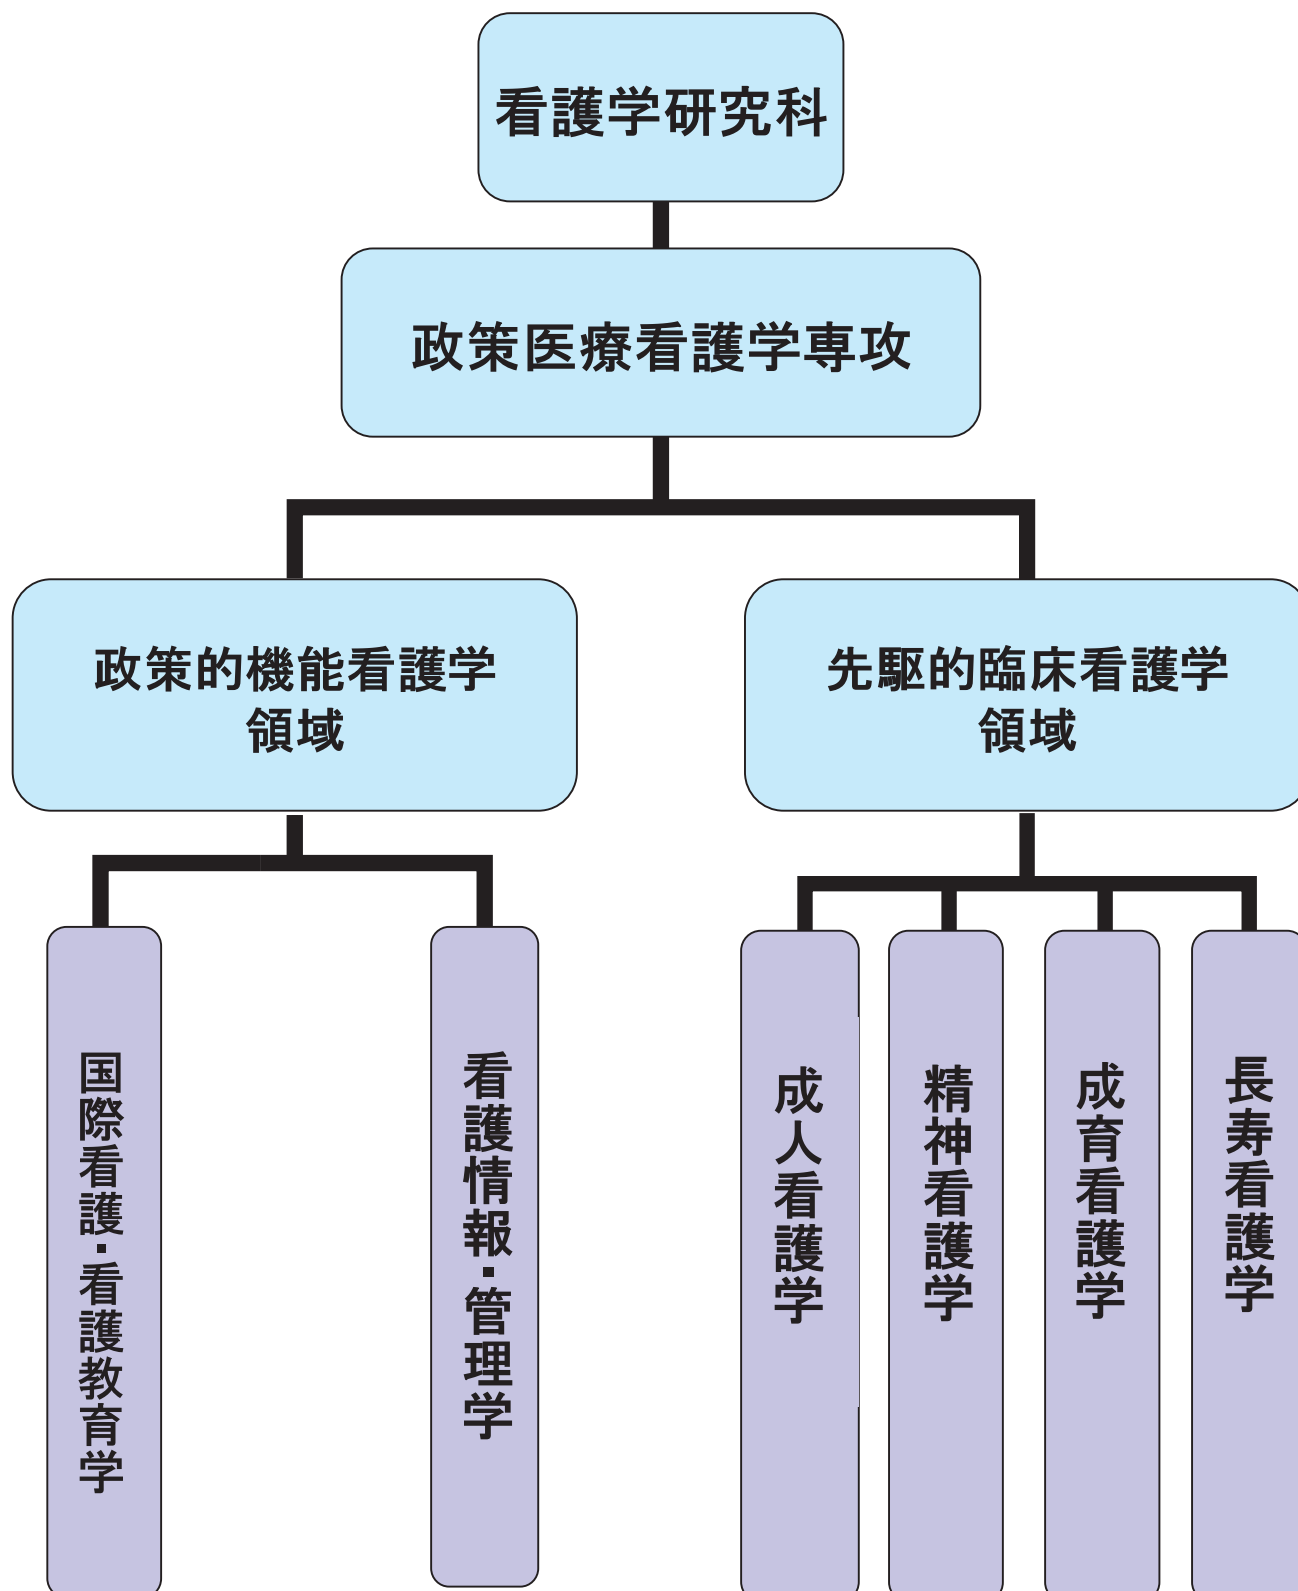 看護学研究科
政策医療看護学専攻
政策的機能看護学
領域
先駆的臨床看護学
領域
国際看護・看護教育学
看護情報・管理学
成人看護学
精神看護学
成育看護学
長寿看護学